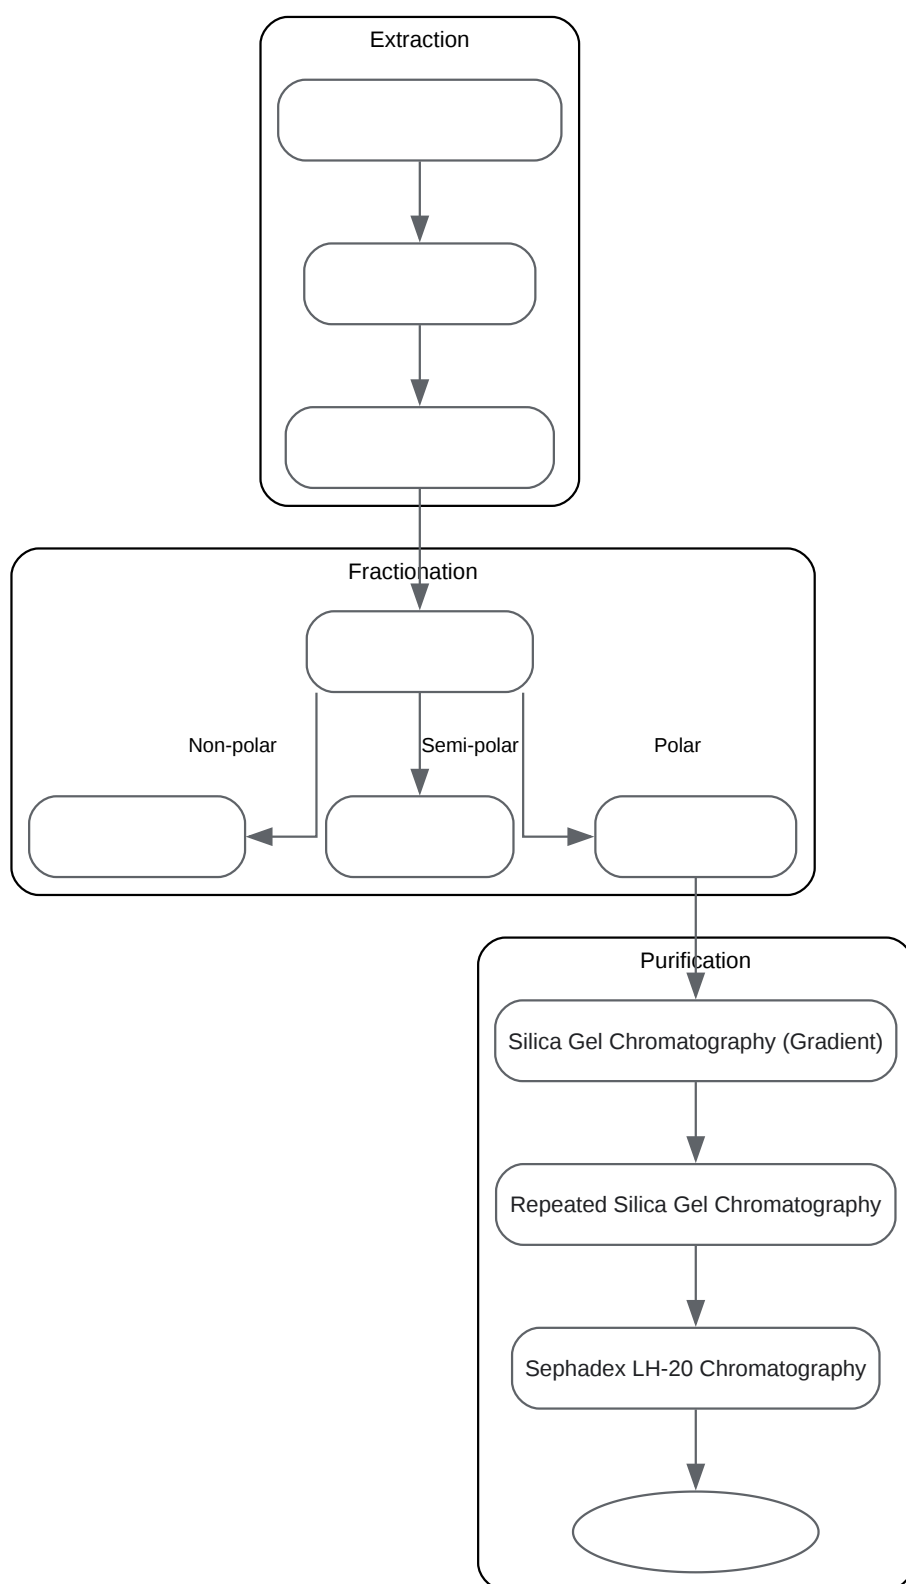 Extraction
Fractionation
Non-polar
Semi-polar
Polar
Purification
Silica Gel Chromatography (Gradient)
Repeated Silica Gel Chromatography
Sephadex LH-20 Chromatography